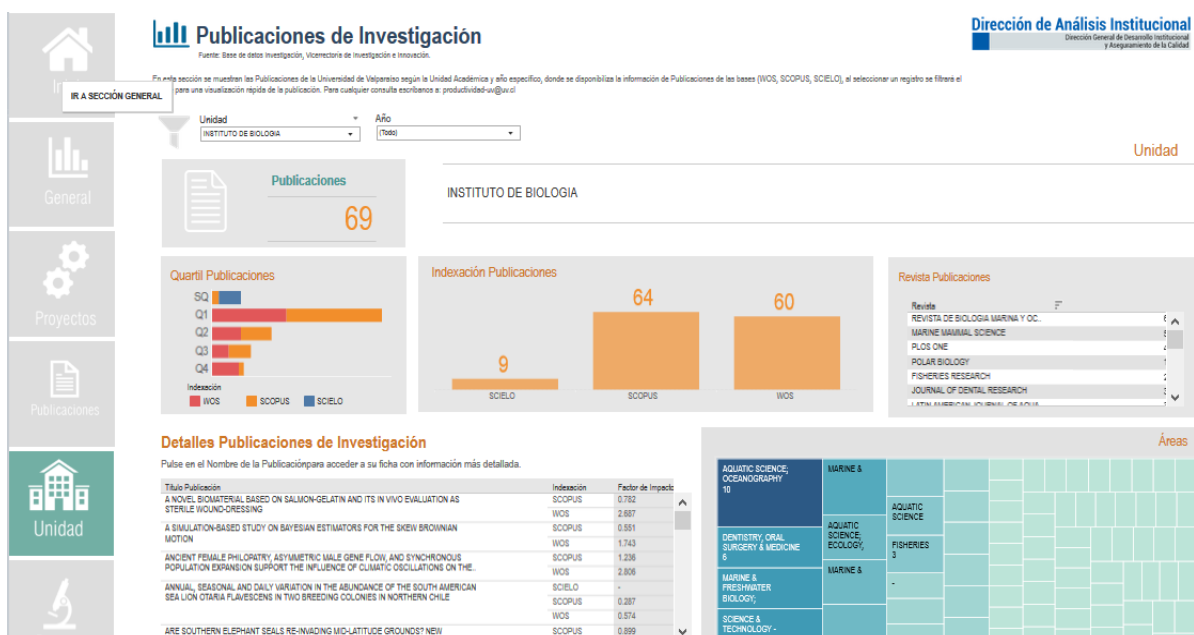 Publicaciones de Investigación
Fuente: Base de datos Investigación, Vicerrectoría de Investigación e Innovación.
Dirección de Análisis Institucional
Dirección General de Desarrollo Institucional
y Aseguramiento de la Calidad
En esta sección se muestran las Publicaciones de la Universidad de Valparaíso según la Unidad Académica y año especifico, donde se disponibiliza la información de Publicaciones de las bases (WOS, SCOPUS, SCIELO), al seleccionar un registro se filtrará el
para una visualización rápida de la publicación. Para cualquier consulta escribanos a: productividad-uv@uv.cl
IR A SECCIÓN GENERAL
General
Proyectos
Publicaciones
Unidad
Unidad
INSTITUTO DE BIOLOGIA
Año
(Todo)
Unidad
Publicaciones
69
INSTITUTO DE BIOLOGIA
Quartil Publicaciones
SQ
Q1
Q2
Q3
Q4
Indexación
WOS
SCOPUS
SCIELO
Indexación Publicaciones
9
64
60
SCIELO
SCOPUS
WOS
Revista Publicaciones
Revista
REVISTA DE BIOLOGIA MARINA Y OC..
MARINE MAMMAL SCIENCE
PLOS ONE
POLAR BIOLOGY
FISHERIES RESEARCH
JOURNAL OF DENTAL RESEARCH
Detalles Publicaciones de Investigación
Pulse en el Nombre de la Publicaciónpara acceder a su ficha con información más detallada.
Título Publicación Indexación Factor de Impacto
A NOVEL BIOMATERIAL BASED ON SALMON-GELATIN AND ITS IN VIVO EVALUATION AS
STERILE WOUND-DRESSING
SCOPUS 0.782
WOS 2.687
A SIMULATION-BASED STUDY ON BAYESIAN ESTIMATORS FOR THE SKEW BROWNIAN
MOTION
SCOPUS 0.551
WOS 1.743
ANCIENT FEMALE PHILOPATRY, ASYMMETRIC MALE GENE FLOW, AND SYNCHRONOUS
POPULATION EXPANSION SUPPORT THE INFLUENCE OF CLIMATIC OSCILLATIONS ON THE..
SCOPUS 1.236
WOS 2.806
ANNUAL, SEASONAL AND DAILY VARIATION IN THE ABUNDANCE OF THE SOUTH AMERICAN
SEA LION OTARIA FLAVESCENS IN TWO BREEDING COLONIES IN NORTHERN CHILE
SCIELO -
SCOPUS 0.287
WOS 0.574
ARE SOUTHERN ELEPHANT SEALS RE-INVADING MID-LATITUDE GROUNDS? NEW
SCOPUS 0.899
Áreas
AQUATIC SCIENCE;
OCEANOGRAPHY
10
DENTISTRY, ORAL
SURGERY & MEDICINE
6
MARINE &
FRESHWATER
BIOLOGY;
SCIENCE &
TECHNOLOGY -
MARINE &
AQUATIC
SCIENCE;
ECOLOGY;
MARINE &
AQUATIC
SCIENCE
FISHERIES
3
-